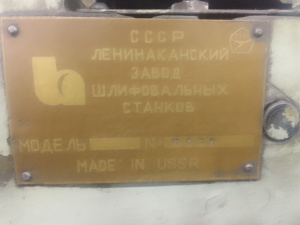 СССР
ЛЕНИНАКАНСКИЙ
ЗАВОД
ШЛИФОВАЛЬНЫХ
СТАНКОВ
МОДЕЛЬ N
MADE IN USSR